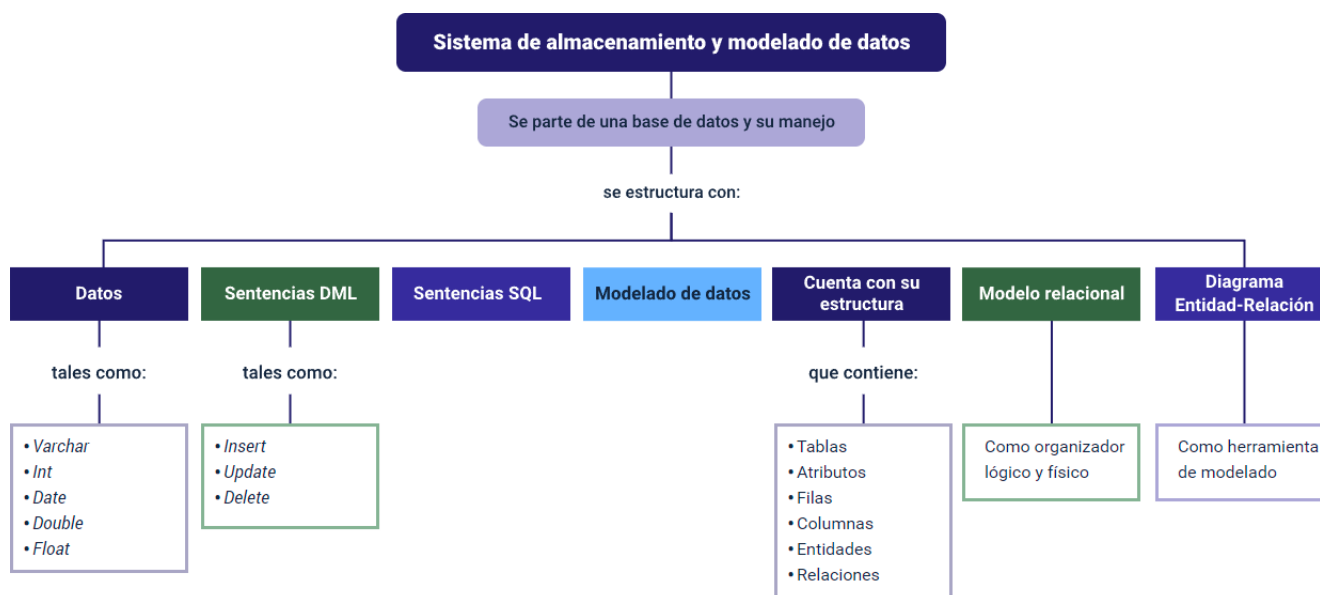 Sistema de almacenamiento y modelado de datos
Se parte de una base de datos y su manejo
se estructura con:
Datos
Sentencias DML
Sentencias SQL
Modelado de datos
Cuenta con su
estructura
Modelo relacional
Diagrama
Entidad-Relación
tales como:
tales como:
que contiene:
• Varchar
• Int
• Date
• Double
• Float
• Insert
• Update
• Delete
• Tablas
• Atributos
• Filas
• Columnas
• Entidades
• Relaciones
Como organizador
lógico y físico
Como herramienta
de modelado